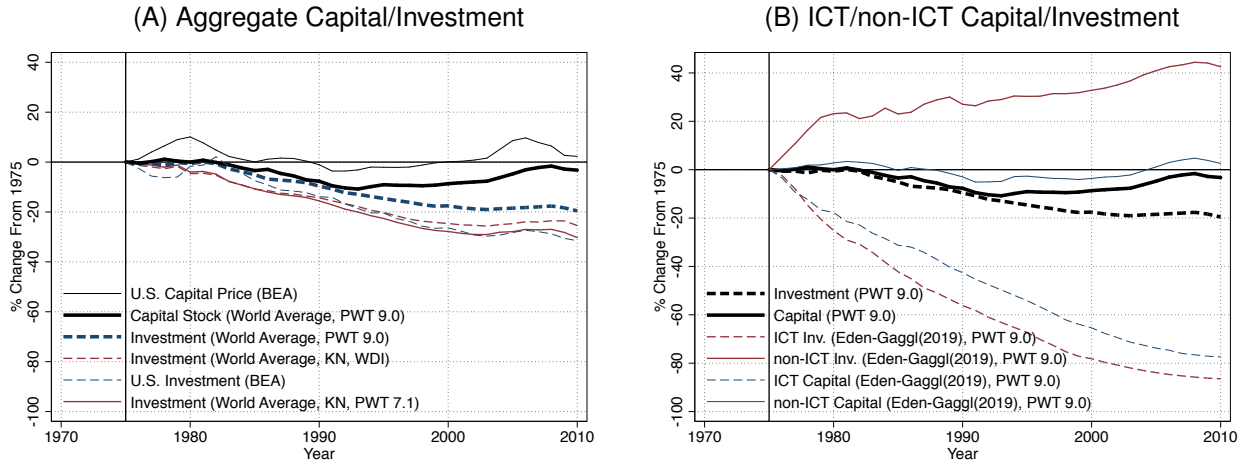 (A) Aggregate Capital/Investment
% Change From 1975
40
20
0
-20
-40
-60
-80
-100
U.S. Capital Price (BEA)
Capital Stock (World Average, PWT 9.0)
Investment (World Average, PWT 9.0)
Investment (World Average, KN, WDI)
U.S. Investment (BEA)
Investment (World Average, KN, PWT 7.1)
1970
1980
1990
2000
2010
Year
(B) ICT/non-ICT Capital/Investment
% Change From 1975
40
20
0
-20
-40
-60
-80
-100
Investment (PWT 9.0)
Capital (PWT 9.0)
ICT Inv. (Eden-Gaggl(2019), PWT 9.0)
non-ICT Inv. (Eden-Gaggl(2019), PWT 9.0)
ICT Capital (Eden-Gaggl(2019), PWT 9.0)
non-ICT Capital (Eden-Gaggl(2019), PWT 9.0)
1970
1980
1990
2000
2010
Year